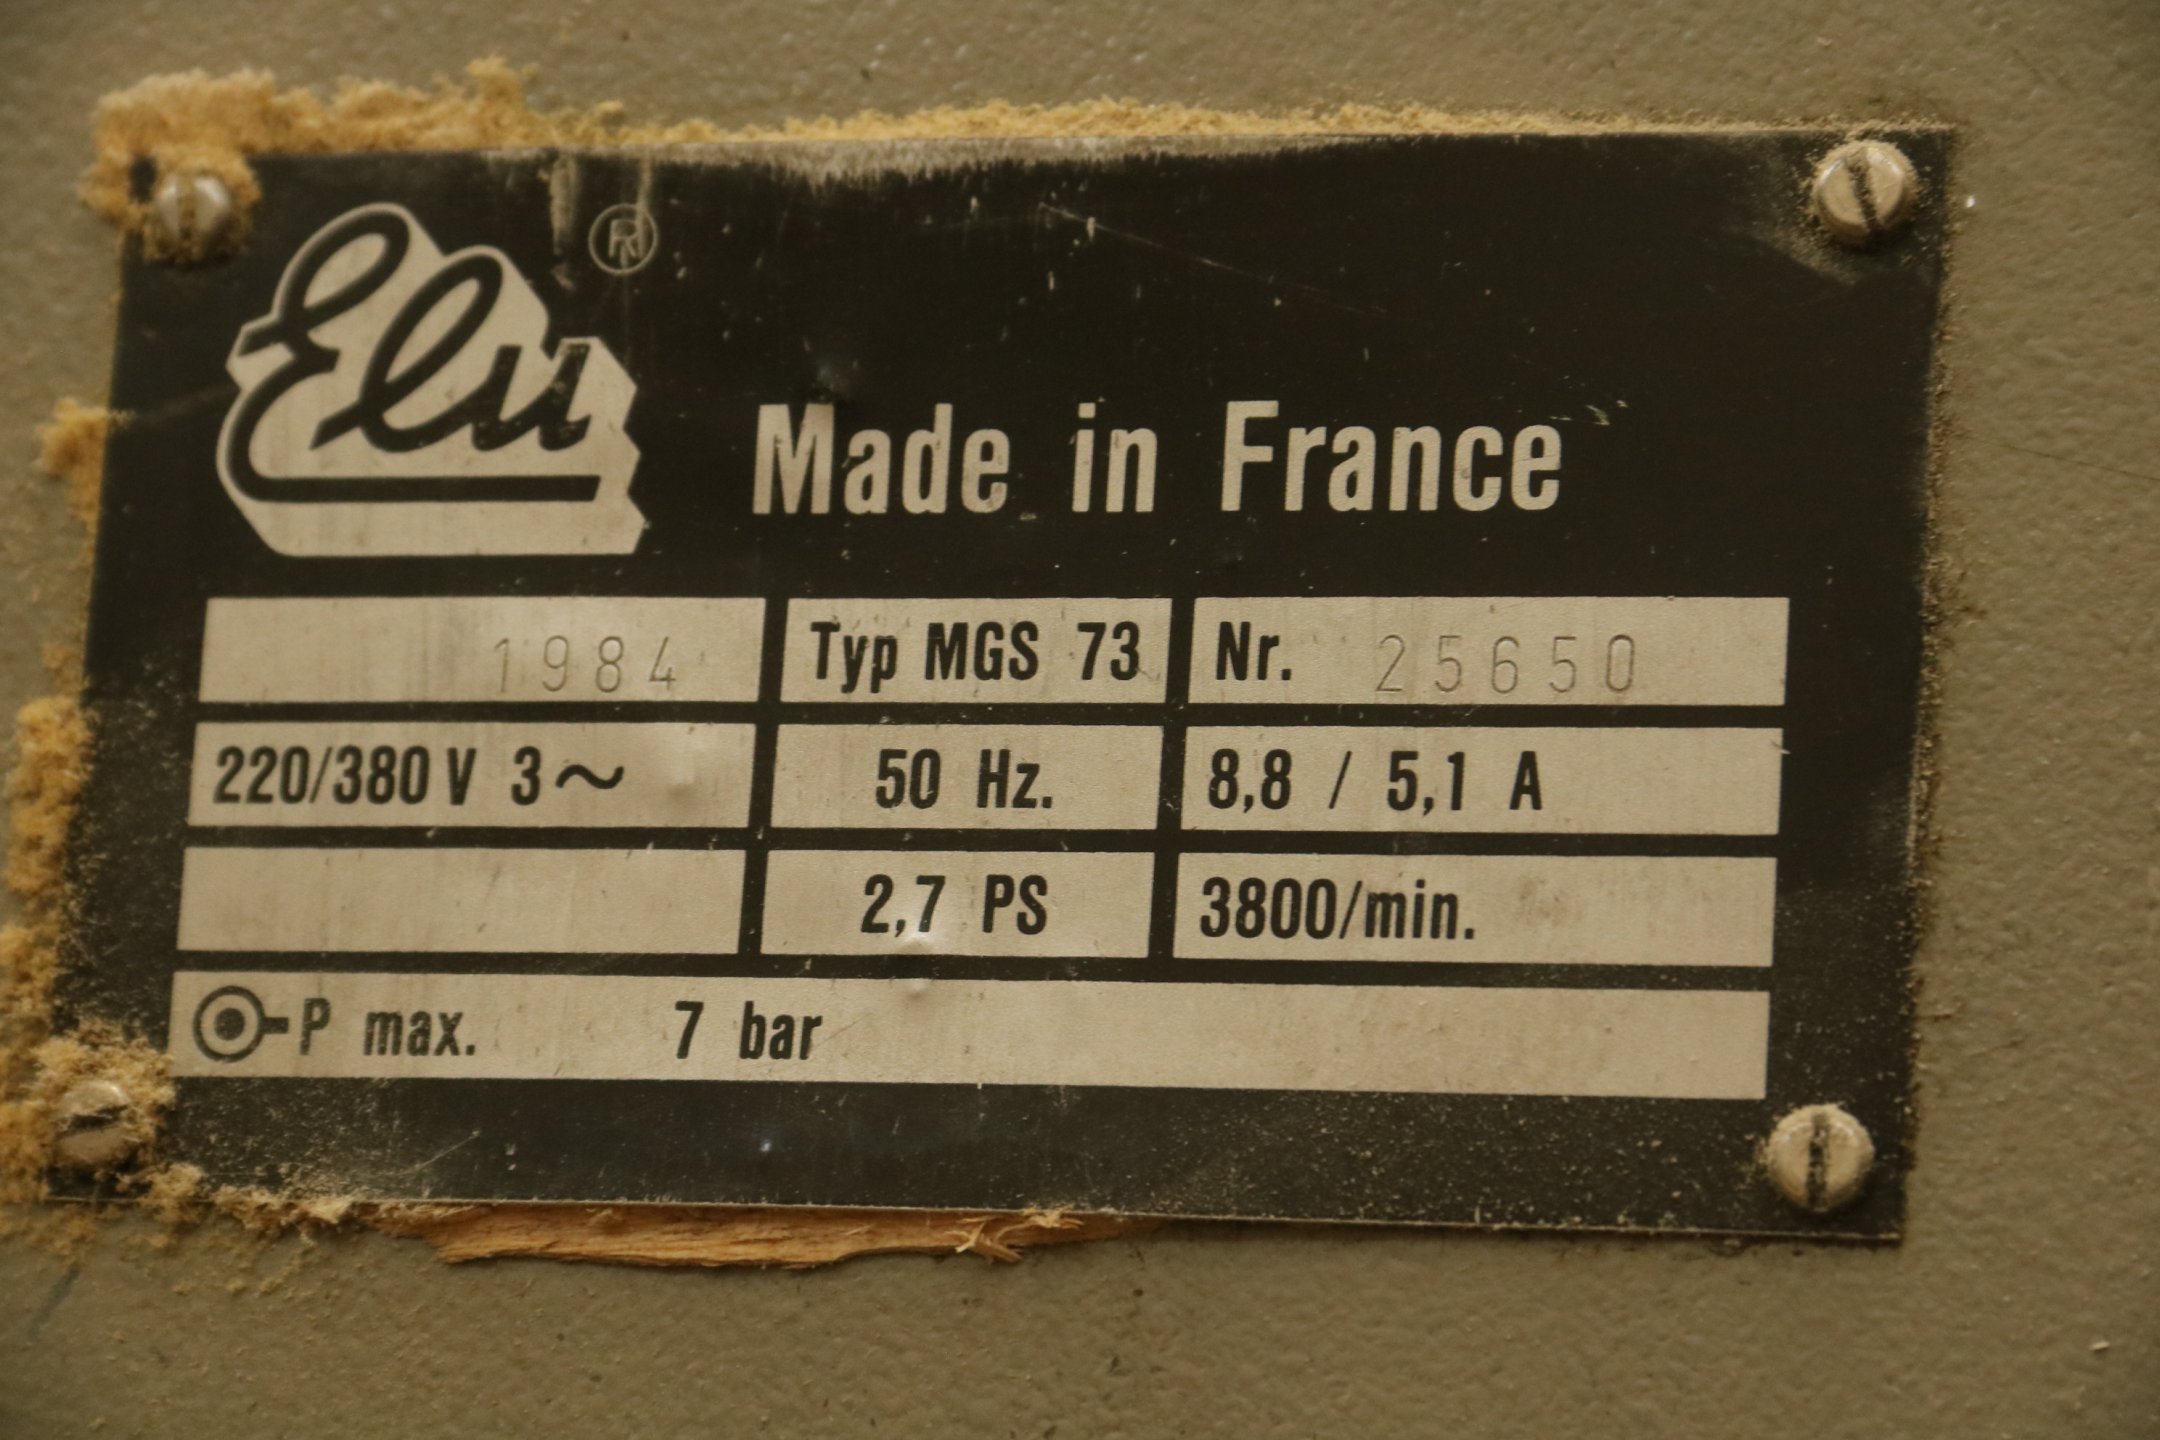 Elu ®
Made in France
1984 Typ MGS 73 Nr. 25650
220/380 V 3~ 50 Hz. 8,8 / 5,1 A
2,7 PS 3800/min.
P max. 7 bar